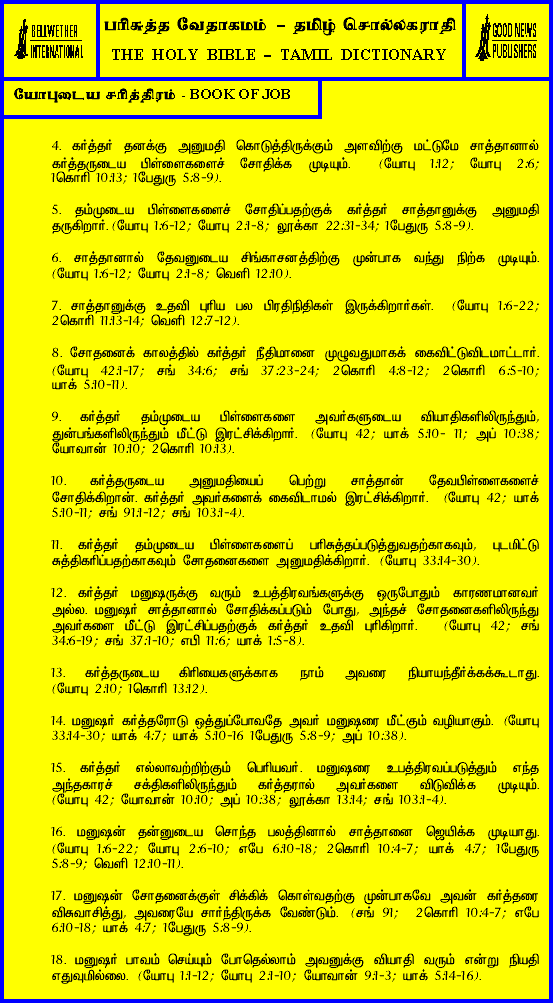 BELLWETHER
INTERNATIONAL
பரிசுத்த வேதாகமம் – தமிழ் சொல்லகராதி
THE HOLY BIBLE – TAMIL DICTIONARY
GOOD NEWS
PUBLISHERS
யோபுடைய சரித்திரம் - BOOK OF JOB
4. கர்த்தர் தனக்கு அனுமதி கொடுத்திருக்கும் அளவிற்கு மட்டுமே சாத்தானால்
கர்த்தருடைய பிள்ளைகளைச் சோதிக்க முடியும். (யோபு 1:12; யோபு 2:6;
1கொரி 10:13; 1பேதுரு 5:8-9).
5. தம்முடைய பிள்ளைகளைச் சோதிப்பதற்குக் கர்த்தர் சாத்தானுக்கு அனுமதி
தருகிறார். (யோபு 1:6-12; யோபு 2:1-8; லூக்கா 22:31-34; 1பேதுரு 5:8-9).
6. சாத்தானால் தேவனுடைய சிங்காசனத்திற்கு முன்பாக வந்து நிற்க முடியும்.
(யோபு 1:6-12; யோபு 2:1-8; வெளி 12:10).
7. சாத்தானுக்கு உதவி புரிய பல பிரதிநிதிகள் இருக்கிறார்கள். (யோபு 1:6-22;
2கொரி 11:13-14; வெளி 12:7-12).
8. சோதனைக் காலத்தில் கர்த்தர் நீதிமானை முழுவதுமாகக் கைவிட்டுவிடமாட்டார்.
(யோபு 42:1-17; சங் 34:6; சங் 37:23-24; 2கொரி 4:8-12; 2கொரி 6:5-10;
யாக் 5:10-11).
9. கர்த்தர் தம்முடைய பிள்ளைகளை அவர்களுடைய வியாதிகளிலிருந்தும்,
துன்பங்களிலிருந்தும் மீட்டு இரட்சிக்கிறார். (யோபு 42; யாக் 5:10- 11; அப் 10:38;
யோவான் 10:10; 2கொரி 10:13).
10. கர்த்தருடைய அனுமதியைப் பெற்று சாத்தான் தேவபிள்ளைகளைச்
சோதிக்கிறான். கர்த்தர் அவர்களைக் கைவிடாமல் இரட்சிக்கிறார். (யோபு 42; யாக்
5:10-11; சங் 91:1-12; சங் 103:1-4).
11. கர்த்தர் தம்முடைய பிள்ளைகளைப் பரிசுத்தப்படுத்துவதற்காகவும், புடமிட்டு
சுத்திகரிப்பதற்காகவும் சோதனைகளை அனுமதிக்கிறார். (யோபு 33:14-30).
12. கர்த்தர் மனுஷருக்கு வரும் உபத்திரவங்களுக்கு ஒருபோதும் காரணமானவர்
அல்ல. மனுஷர் சாத்தானால் சோதிக்கப்படும் போது, அந்தச் சோதனைகளிலிருந்து
அவர்களை மீட்டு இரட்சிப்பதற்குக் கர்த்தர் உதவி புரிகிறார். (யோபு 42; சங்
34:6-19; சங் 37:1-10; எபி 11:6; யாக் 1:5-8).
13. கர்த்தருடைய கிரியைகளுக்காக நாம் அவரை நியாயந்தீர்க்கக்கூடாது.
(யோபு 2:10; 1கொரி 13:12).
14. மனுஷர் கர்த்தரோடு ஒத்துப்போவதே அவர் மனுஷரை மீட்கும் வழியாகும். (யோபு
33:14-30; யாக் 4:7; யாக் 5:10-16 1பேதுரு 5:8-9; அப் 10:38).
15. கர்த்தர் எல்லாவற்றிற்கும் பெரியவர். மனுஷரை உபத்திரவப்படுத்தும் எந்த
அந்தகாரச் சக்திகளிலிருந்தும் கர்த்தரால் அவர்களை விடுவிக்க முடியும்.
(யோபு 42; யோவான் 10:10; அப் 10:38; லூக்கா 13:14; சங் 103:1-4).
16. மனுஷன் தன்னுடைய சொந்த பலத்தினால் சாத்தானை ஜெயிக்க முடியாது.
(யோபு 1:6-22; யோபு 2:6-10; எபே 6:10-18; 2கொரி 10:4-7; யாக் 4:7; 1பேதுரு
5:8-9; வெளி 12:10-11).
17. மனுஷன் சோதனைக்குள் சிக்கிக் கொள்வதற்கு முன்பாகவே அவன் கர்த்தரை
விசுவாசித்து, அவரையே சார்ந்திருக்க வேண்டும். (சங் 91; 2கொரி 10:4-7; எபே
6:10-18; யாக் 4:7; 1பேதுரு 5:8-9).
18. மனுஷர் பாவம் செய்யும் போதெல்லாம் அவனுக்கு வியாதி வரும் என்று நியதி
எதுவுமில்லை. (யோபு 1:1-12; யோபு 2:1-10; யோவான் 9:1-3; யாக் 5:14-16).